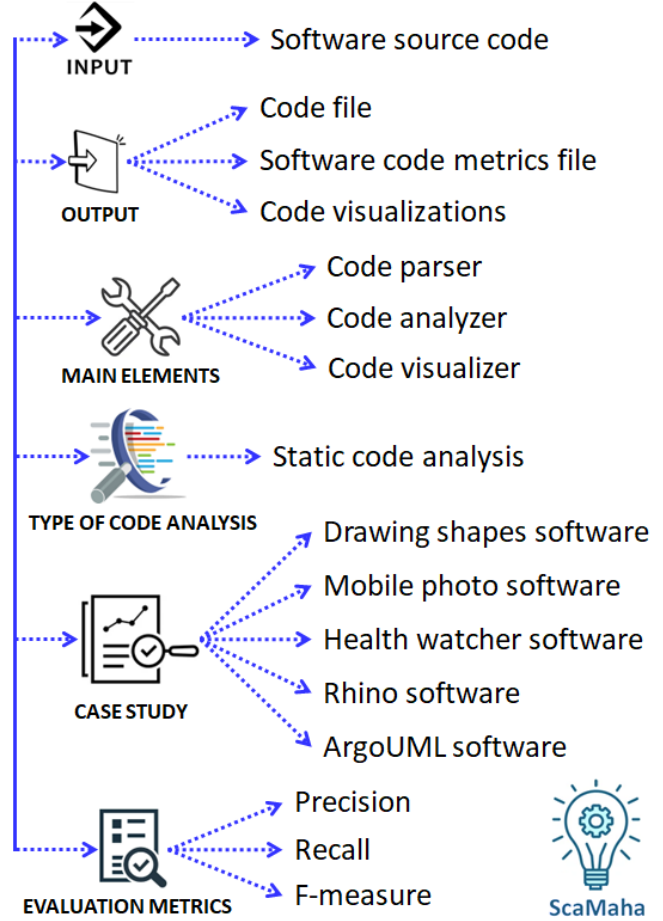 INPUT
Software source code
Code file
Software code metrics file
Code visualizations
OUTPUT
Code parser
Code analyzer
Code visualizer
MAIN ELEMENTS
Static code analysis
TYPE OF CODE ANALYSIS
Drawing shapes software
Mobile photo software
Health watcher software
Rhino software
ArgoUML software
CASE STUDY
Precision
Recall
F-measure
EVALUATION METRICS
ScaMaha